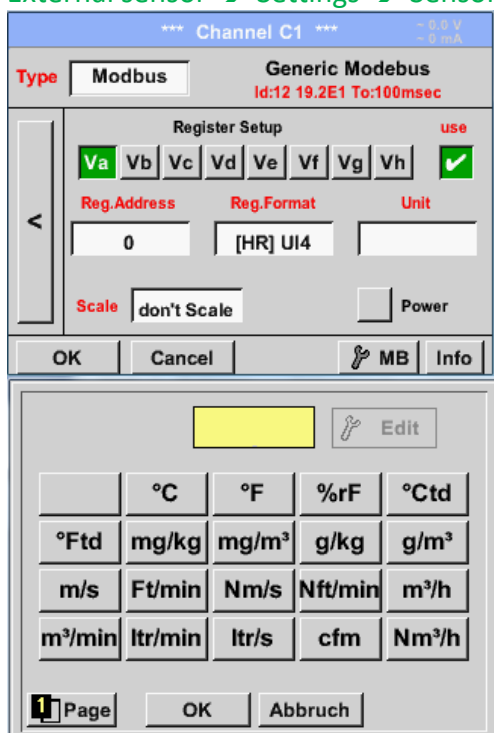 External sensor → Settings → Sensor
*** Channel C1 *** ~ 0.0 V
~ 0 mA
Type Modbus Generic Modebus
Id:12 19.2E1 To:100msec
Register Setup use
Va Vb Vc Vd Ve Vf Vg Vh ✔
Reg.Address Reg.Format Unit
< 0 [HR] UI4
Scale don't Scale Power
OK Cancel MB Info
Edit
°C °F %rF °Ctd
°Ftd mg/kg mg/m³ g/kg g/m³
m/s Ft/min Nm/s Nft/min m³/h
m³/min ltr/min ltr/s cfm Nm³/h
1 Page OK Abbruch